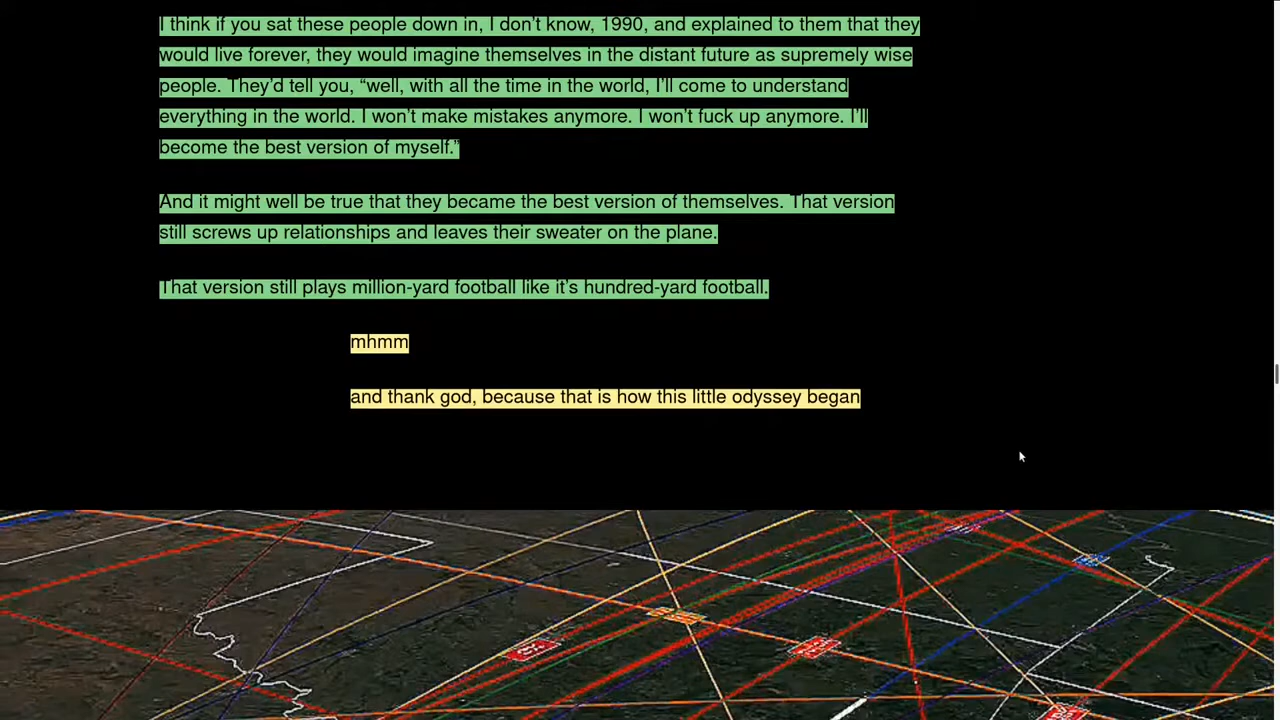 I think if you sat these people down in, I don’t know, 1990, and explained to them that they
would live forever, they would imagine themselves in the distant future as supremely wise
people. They’d tell you, “well, with all the time in the world, I’ll come to understand
everything in the world. I won’t make mistakes anymore. I won’t fuck up anymore. I’ll
become the best version of myself.”
And it might well be true that they became the best version of themselves. That version
still screws up relationships and leaves their sweater on the plane.
That version still plays million-yard football like it’s hundred-yard football.
mhmm
and thank god, because that is how this little odyssey began